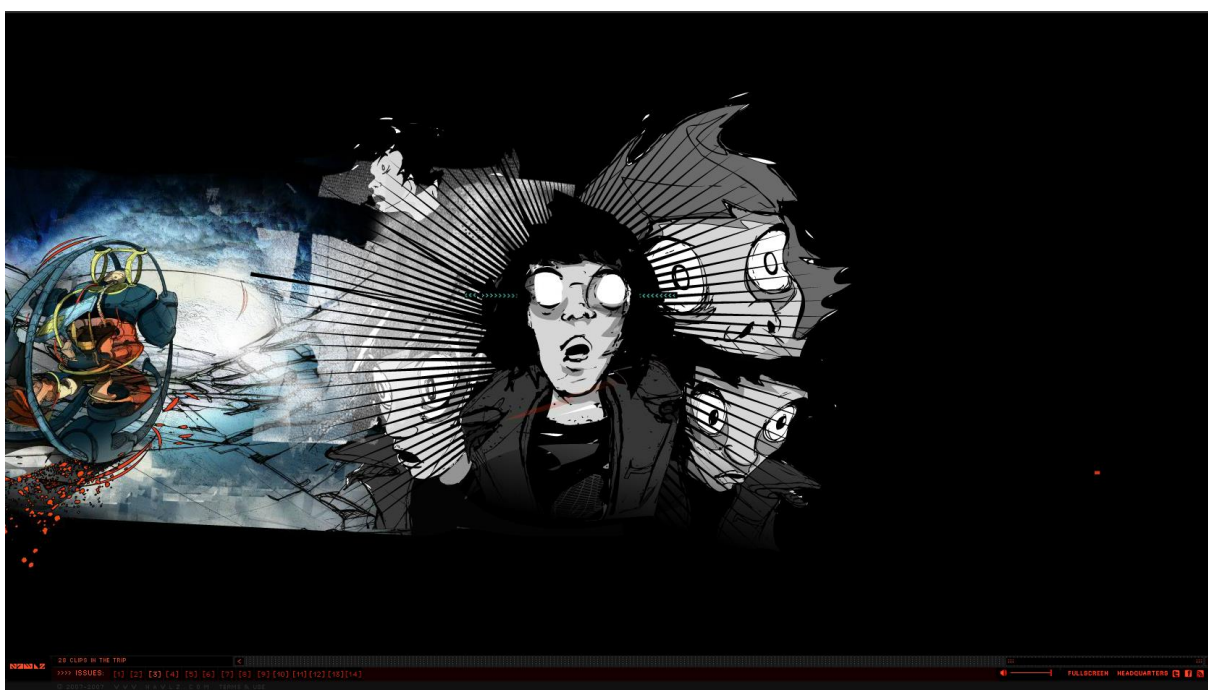 NAWLZ
20 CLIPS IN THE TRIP
>>>> ISSUES: [1] [2] [3] [4] [5] [6] [7] [8] [9] [10] [11] [12] [13] [14]
FULLSCREEN HEADQUARTERS